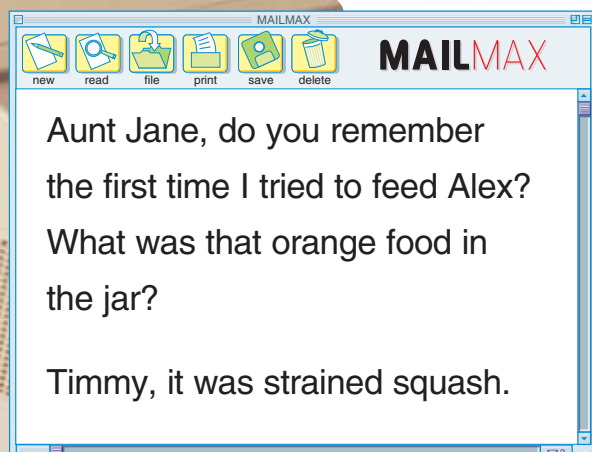 MAILMAX
new read file print save delete
MAILMAX
Aunt Jane, do you remember
the first time I tried to feed Alex?
What was that orange food in
the jar?
Timmy, it was strained squash.